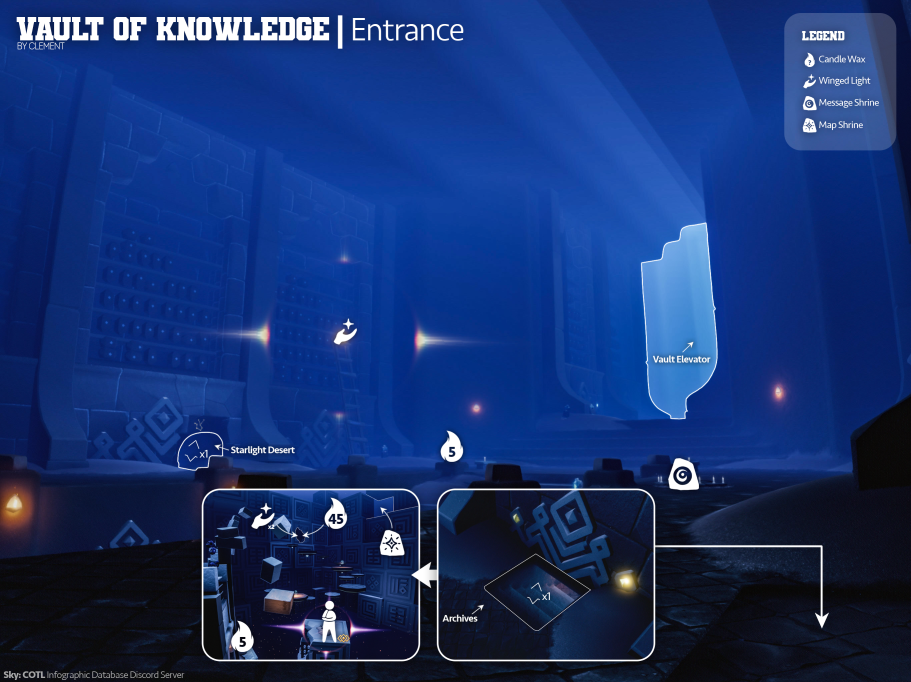 VAULT OF KNOWLEDGE | Entrance
BY CLEMENT
LEGEND
Candle Wax
Winged Light
Message Shrine
Map Shrine
Vault Elevator
x1
Starlight Desert
5
x2
45
5
x1
Archives
Sky: COTL Infographic Database Discord Server